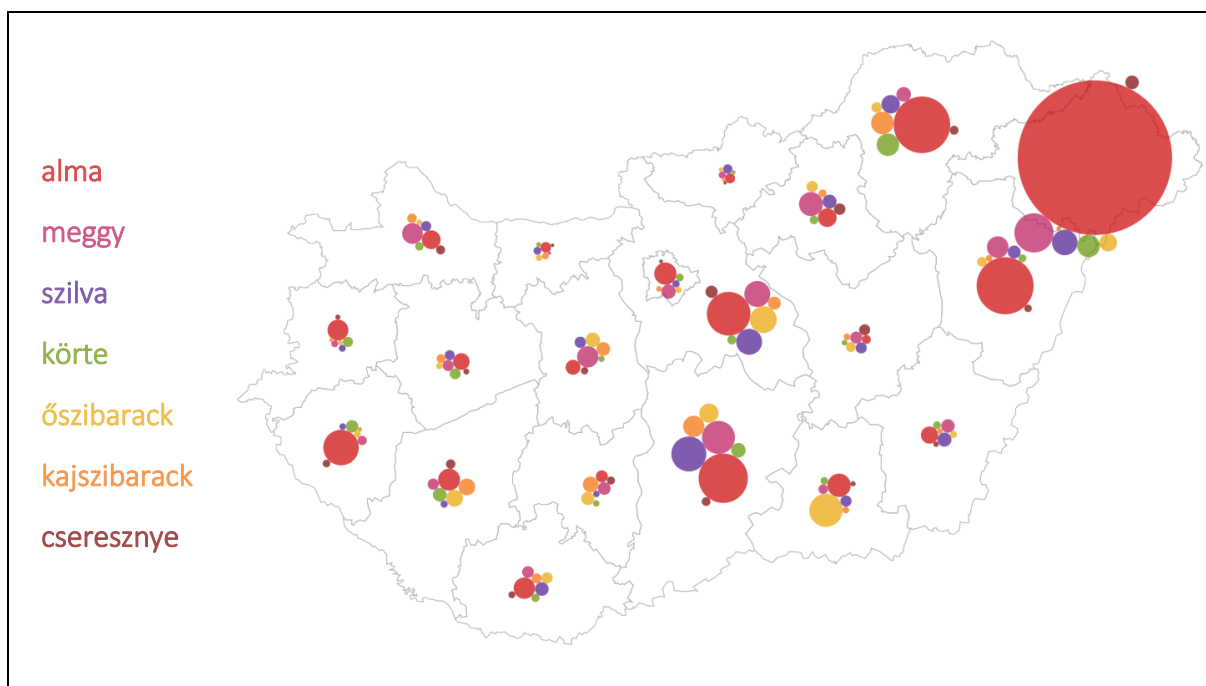 alma
meggy
szilva
körte
őszibarack
kajszibarack
cseresznye